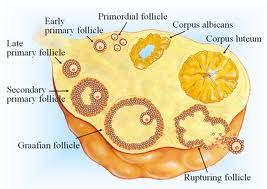 Primordial follicle
Early
primary follicle
Corpus albicans
Corpus luteum
Late
primary follicle
Secondary
primary follicle
Graafian follicle
Rupturing follicle